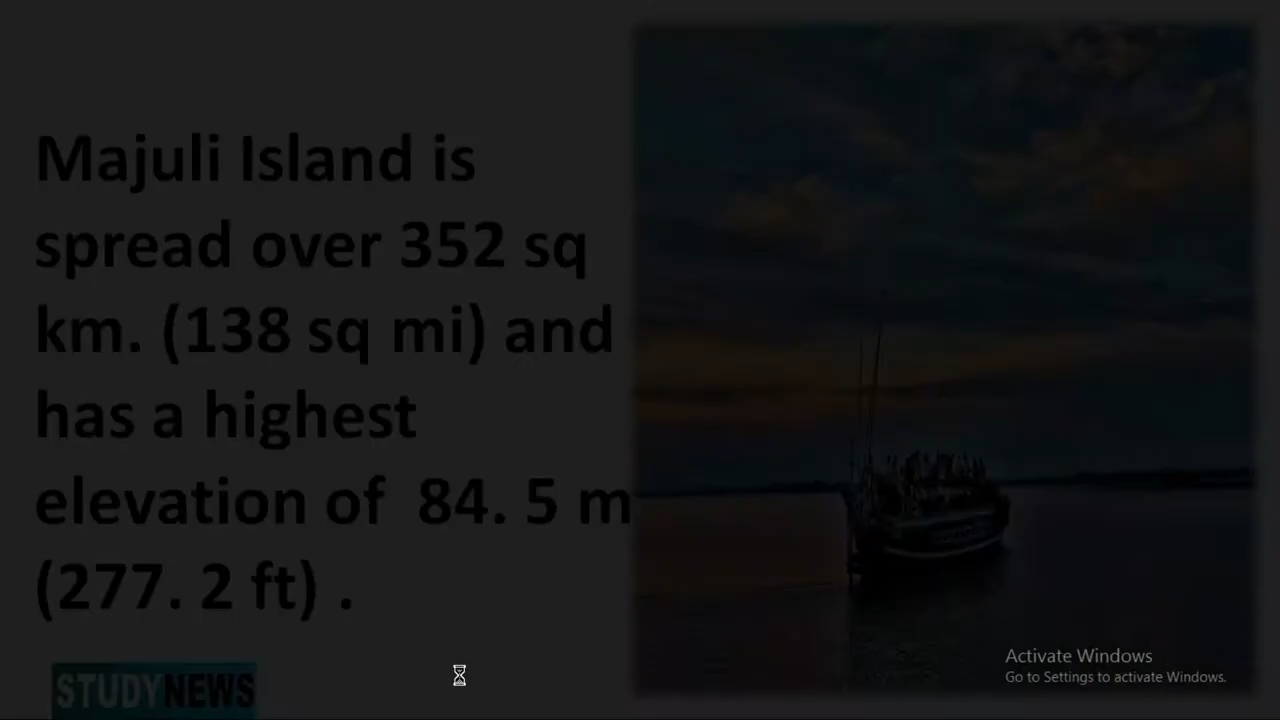 Majuli Island is
spread over 352 sq
km. (138 sq mi) and
has a highest
elevation of  84. 5 m
(277. 2 ft) .
STUDYNEWS
Activate Windows
Go to Settings to activate Windows.